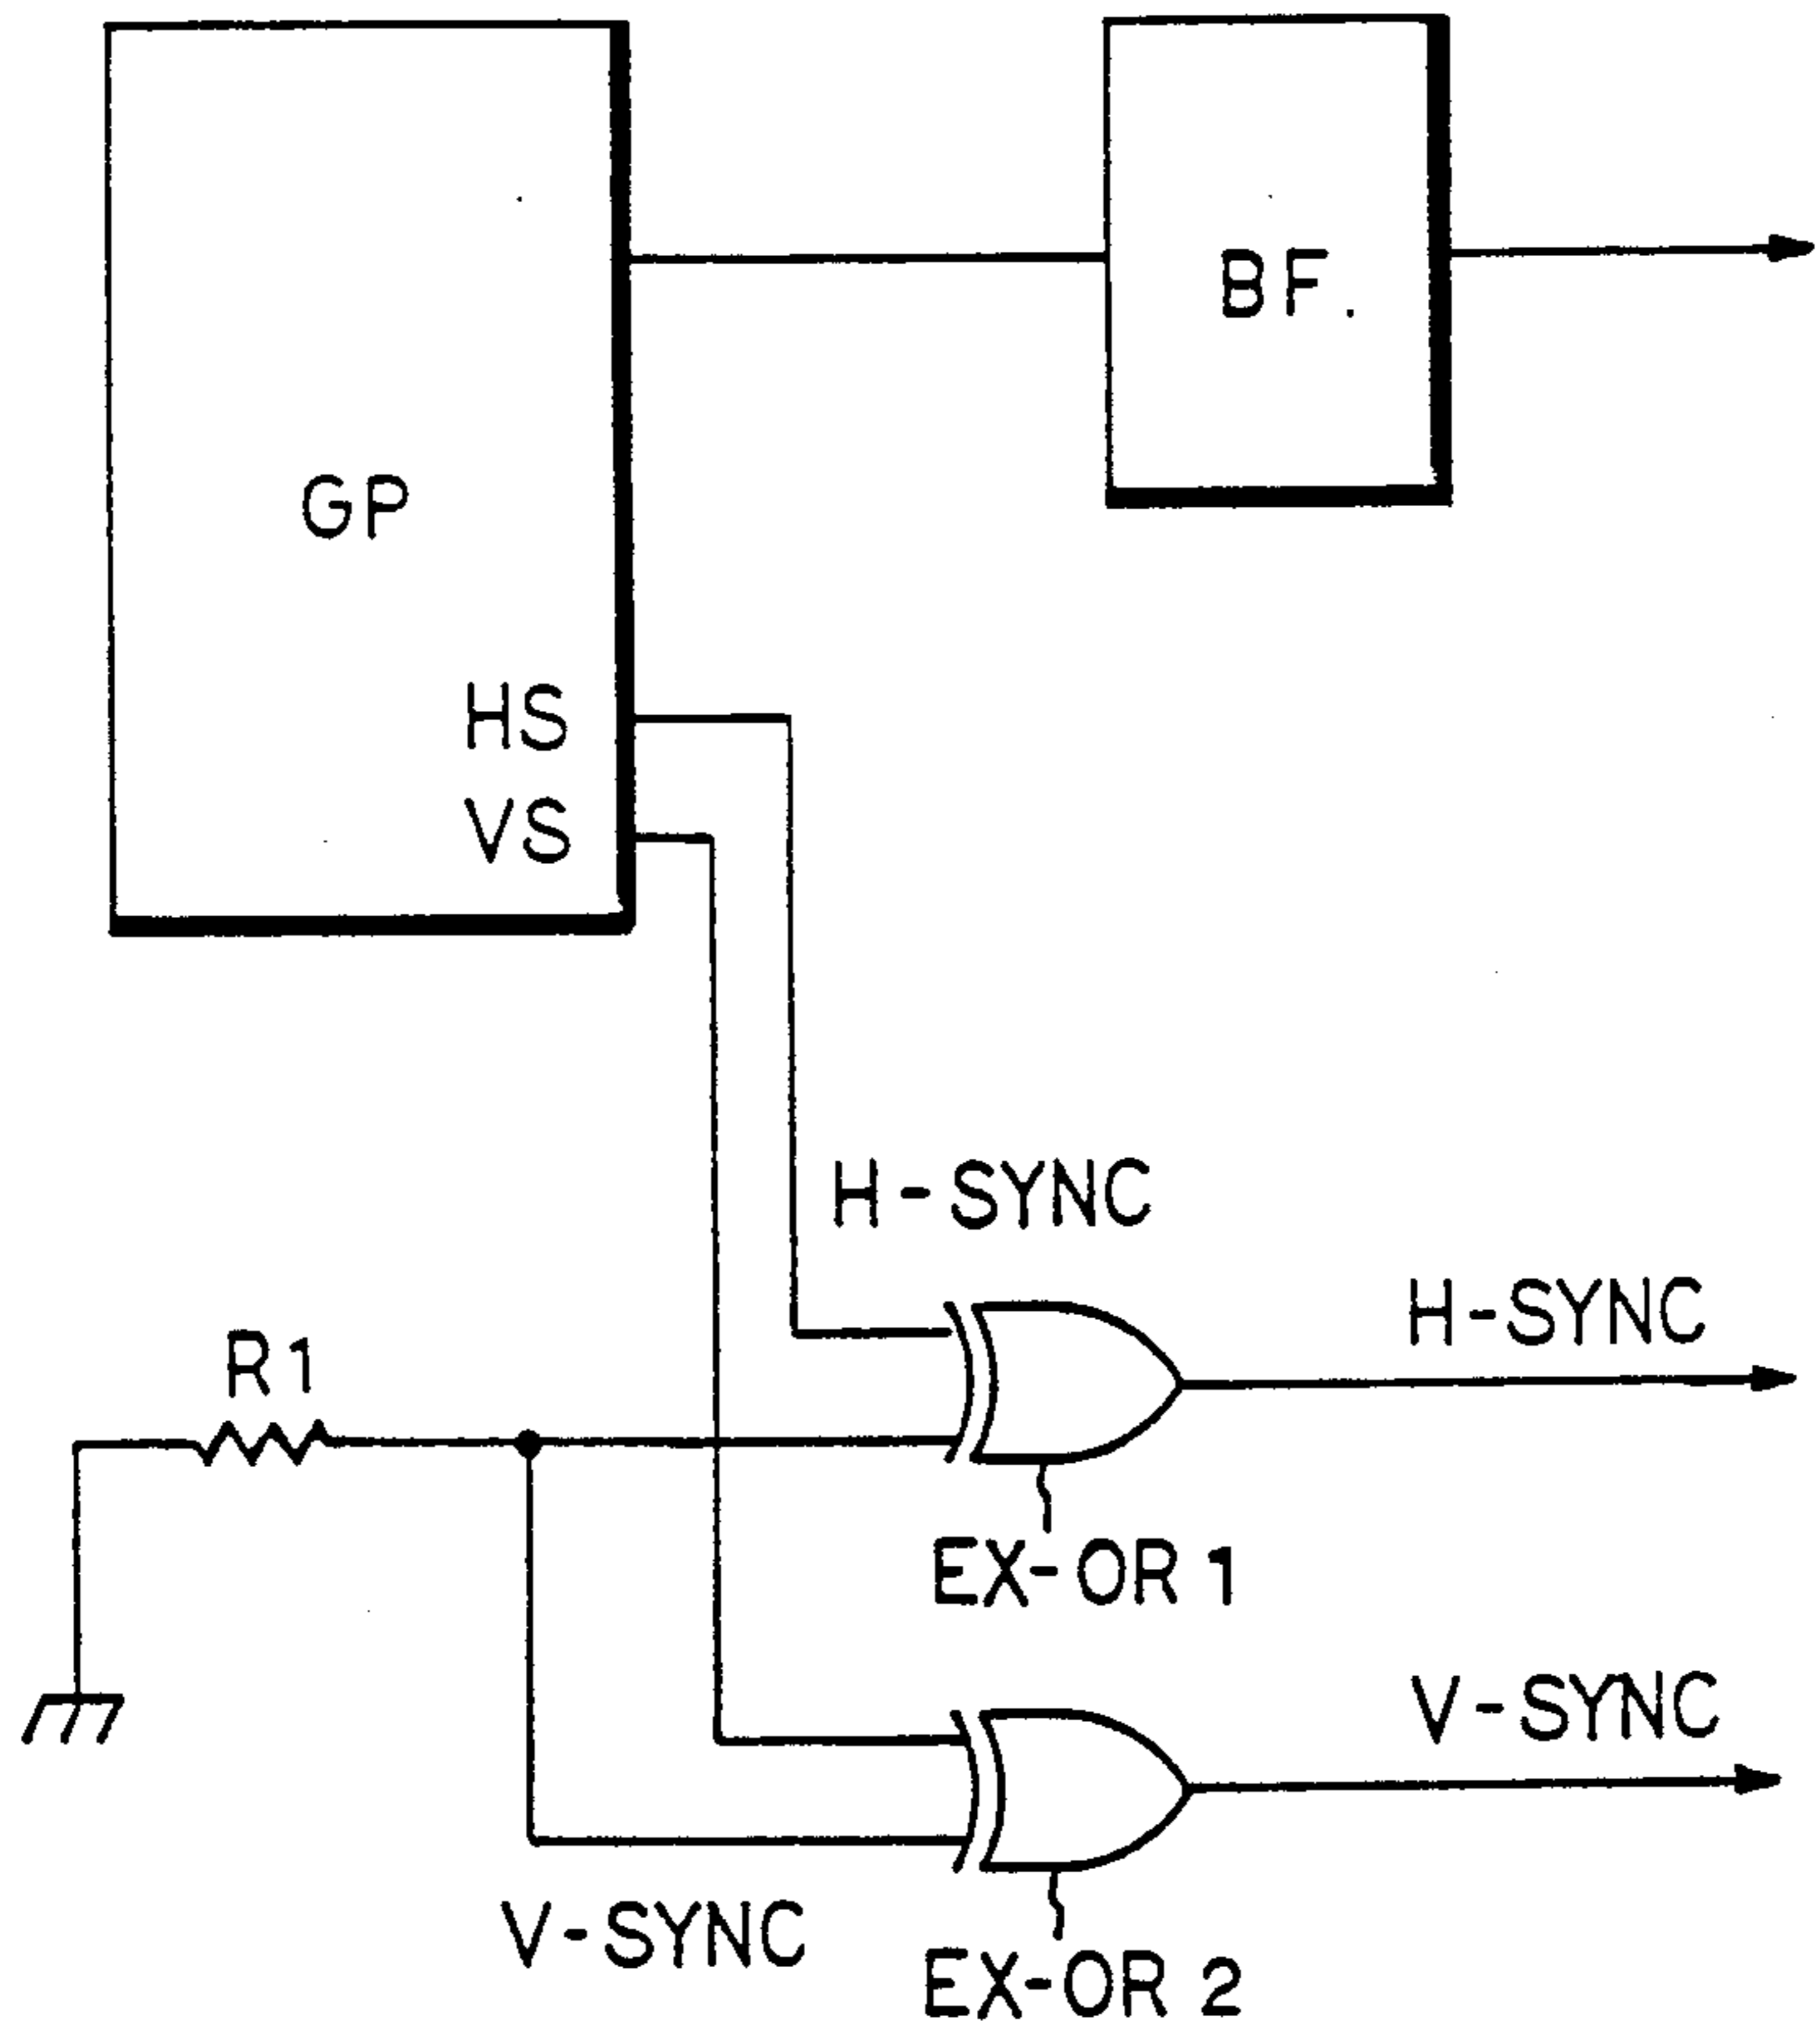 BF.
GP
HS
VS
H-SYNC
H-SYNC
R1
EX-OR 1
V-SYNC
V-SYNC
EX-OR 2